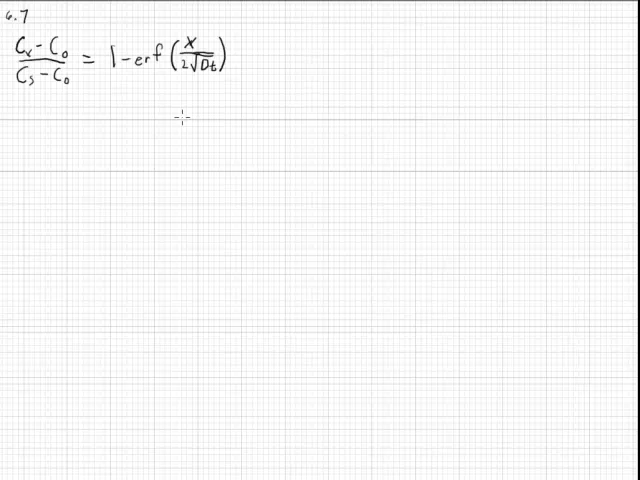 6.7
(Cx - C0)/(Cs - C0) = 1 - erf (x/(2√Dt))